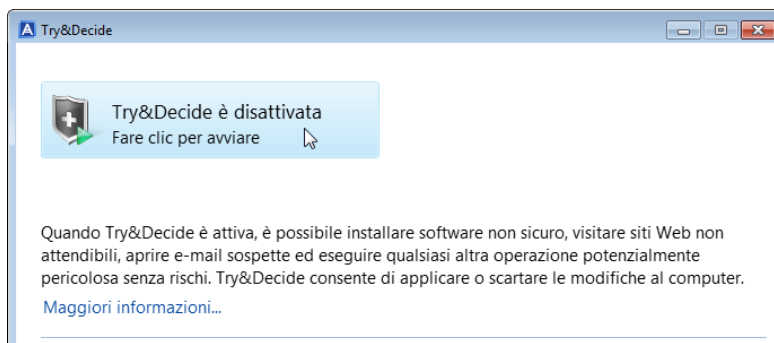 Try&Decide
Try&Decide è disattivata
Fare clic per avviare
Quando Try&Decide è attiva, è possibile installare software non sicuro, visitare siti Web non
attendibili, aprire e-mail sospette ed eseguire qualsiasi altra operazione potenzialmente
pericolosa senza rischi. Try&Decide consente di applicare o scartare le modifiche al computer.
Maggiori informazioni...